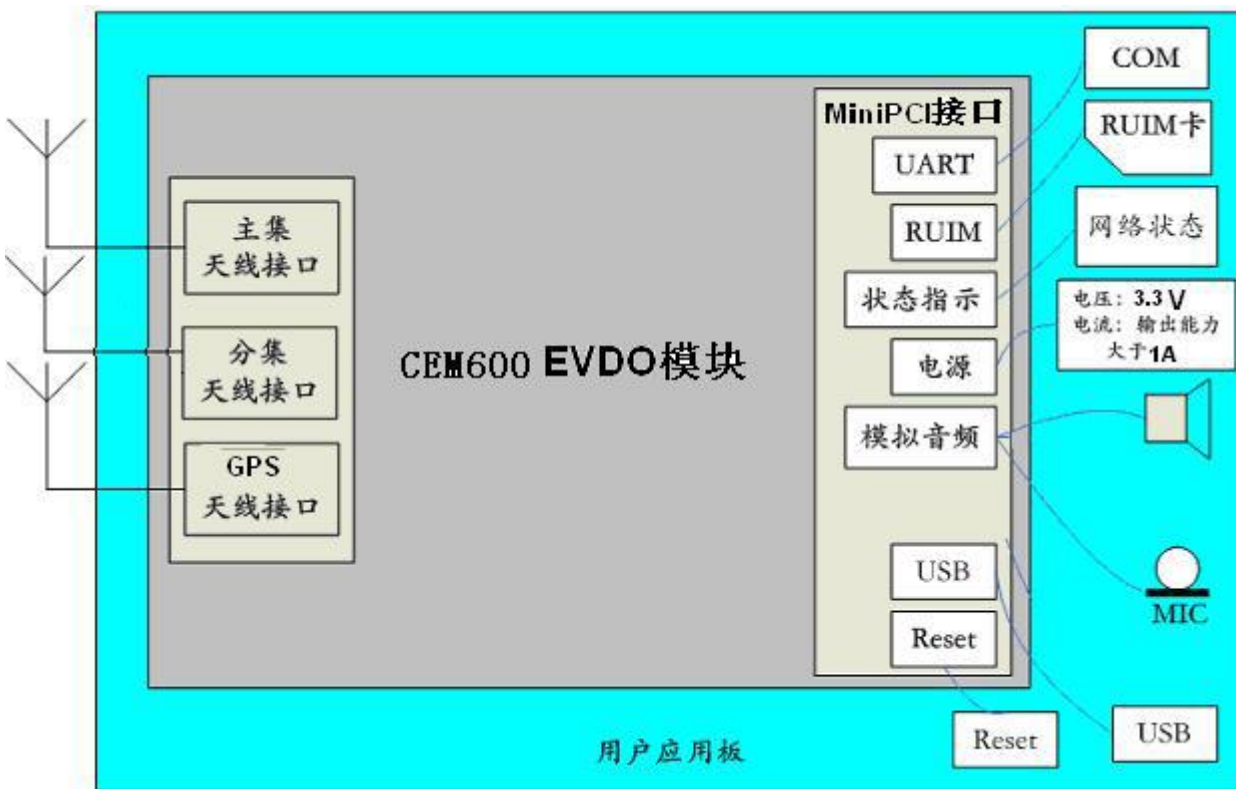 主集
天线接口
分集
天线接口
GPS
天线接口
CEM600 EVDO模块
MiniPCI接口
UART
RUIM
状态指示
电源
模拟音频
USB
Reset
COM
RUIM卡
网络状态
电压：3.3 V
电流：输出能力
大于1A
MIC
Reset
USB
用户应用板